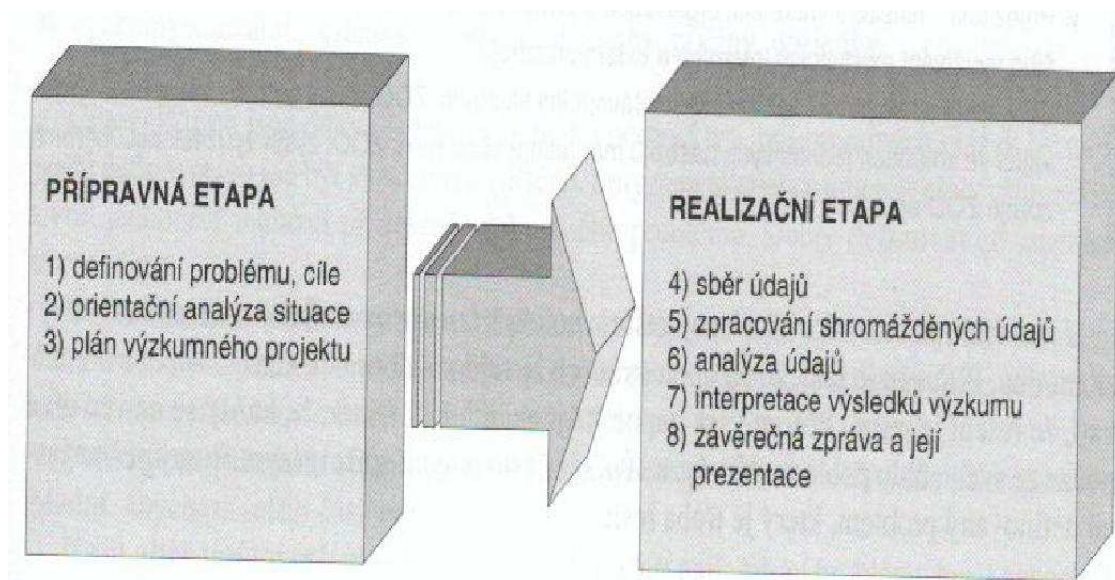 PŘÍPRAVNÁ ETAPA
1) definování problému, cíle
2) orientační analýza situace
3) plán výzkumného projektu
REALIZAČNÍ ETAPA
4) sběr údajů
5) zpracování shromážděných údajů
6) analýza údajů
7) interpretace výsledků výzkumu
8) závěrečná zpráva a její
prezentace